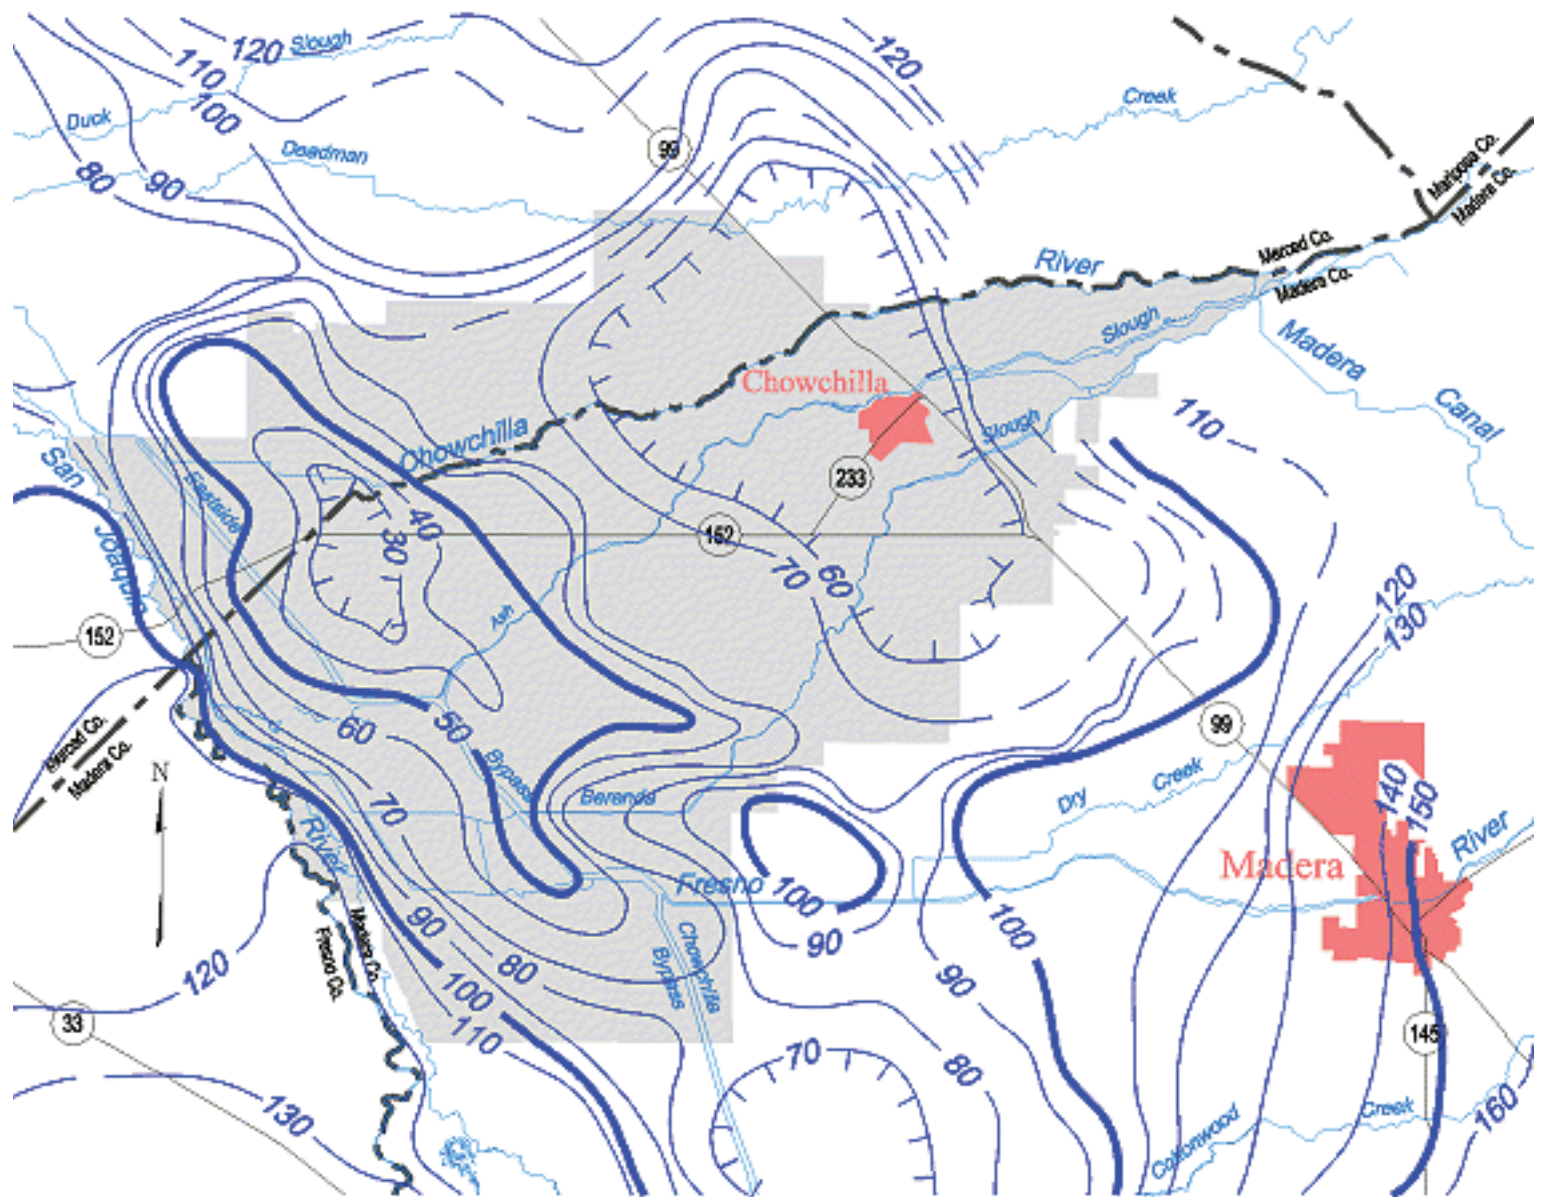 120
Slough
120
110
100
Creek
Duck
99
Deadman
80
90
Mariposa Co.
Madera Co.
River
Merced Co.
Madera Co.
Slough
Madera
Canal
Chowchilla
110
Chowchilla
Slough
San
Joaquin
Eastside
233
40
30
152
70
60
120
130
Ash
152
99
60
50
Merced Co.
Madera Co.
N
Bypass
Berenda
Dry
Creek
140
150
70
River
River
Madera
Fresno
100
90
100
90
Madera Co.
Fresno Co.
120
80
Chowchilla
Bypass
90
100
110
33
145
70
80
130
Cottonwood
Creek
160